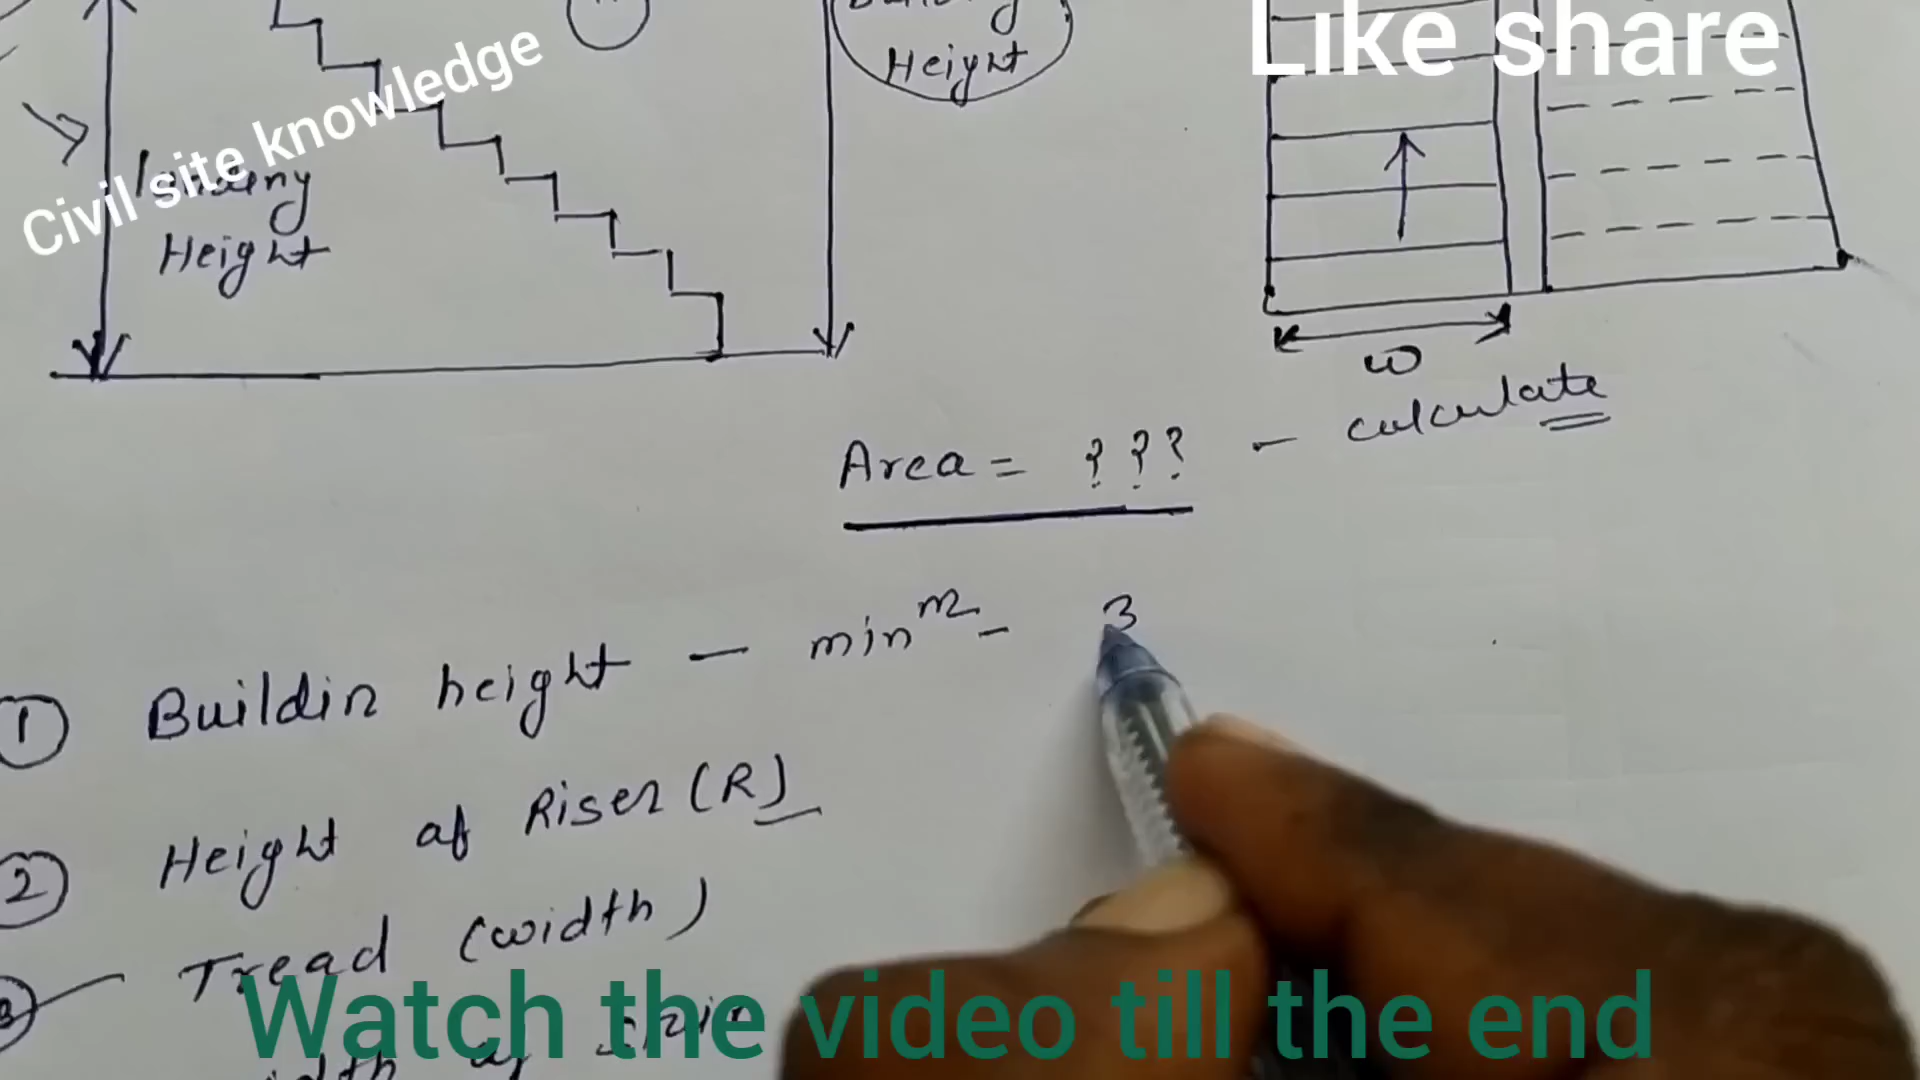 Height
Like share
Civil site knowledge
Height
w
Area = ??? - calculate
① Buildin height - minᵐ - 3
② Height of Riser (R)
③ Tread (width)
Watch the video till the end